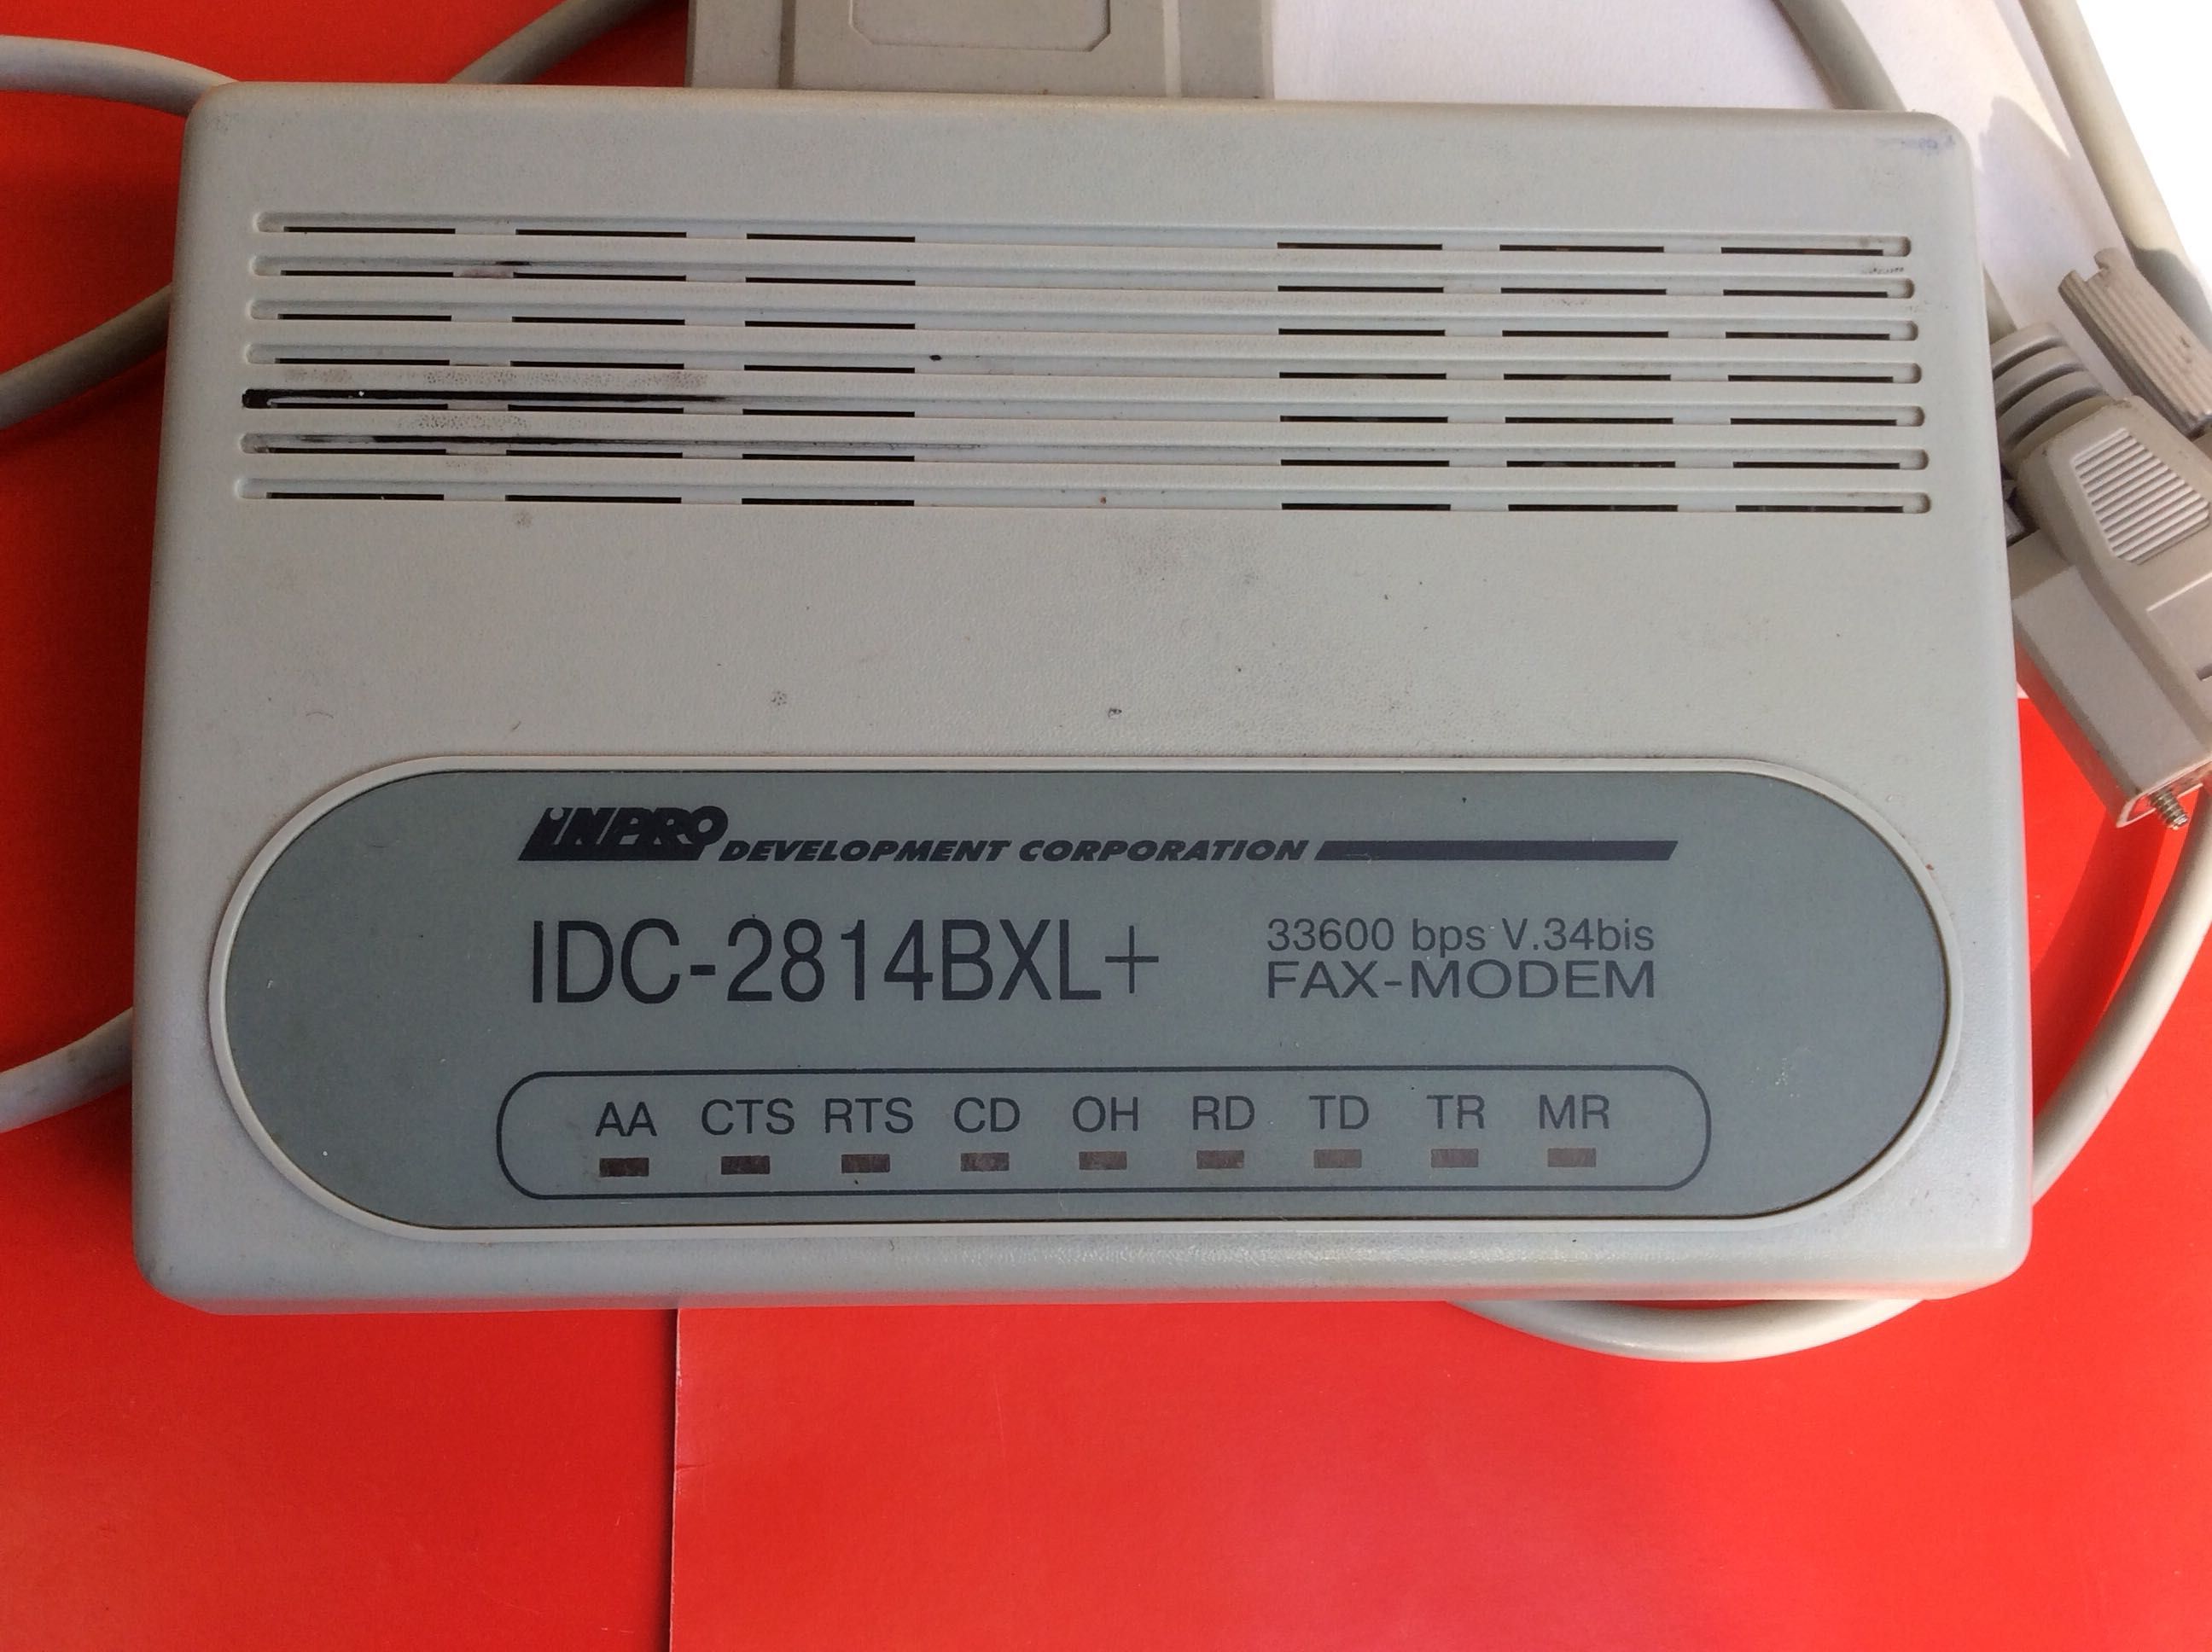 INPRO DEVELOPMENT CORPORATION
IDC-2814BXL+
33600 bps V.34bis
FAX-MODEM
AA CTS RTS CD OH RD TD TR MR